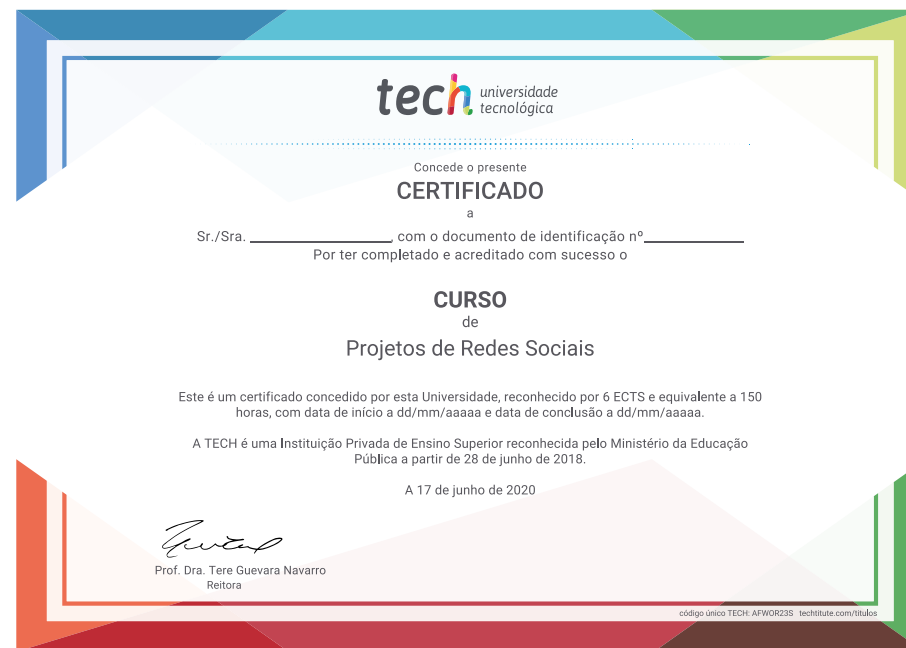 tech universidade
tecnológica
Concede o presente
CERTIFICADO
a
Sr./Sra. ____________________, com o documento de identificação nº______________
Por ter completado e acreditado com sucesso o
CURSO
de
Projetos de Redes Sociais
Este é um certificado concedido por esta Universidade, reconhecido por 6 ECTS e equivalente a 150
horas, com data de início a dd/mm/aaaaa e data de conclusão a dd/mm/aaaaa.
A TECH é uma Instituição Privada de Ensino Superior reconhecida pelo Ministério da Educação
Pública a partir de 28 de junho de 2018.
A 17 de junho de 2020
Prof. Dra. Tere Guevara Navarro
Reitora
código único TECH: AFWOR23S techtitute.com/titulos